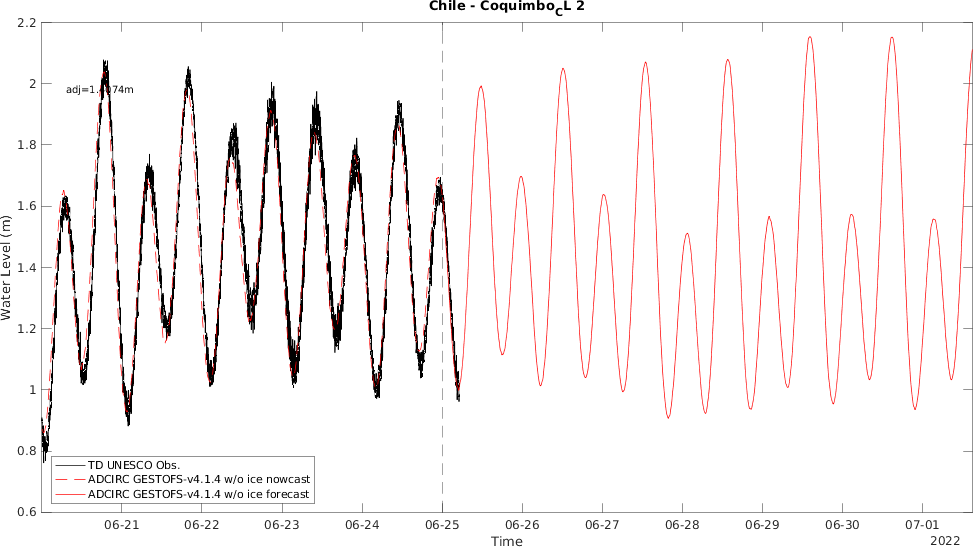 Chile - Coquimbo_CL 2
2.2
2
1.8
1.6
1.4
1.2
1
0.8
0.6
Water Level (m)
TD UNESCO Obs.
ADCIRC GESTOFS-v4.1.4 w/o ice nowcast
ADCIRC GESTOFS-v4.1.4 w/o ice forecast
06-21 06-22 06-23 06-24 06-25 06-26 06-27 06-28 06-29 06-30 07-01
Time
2022